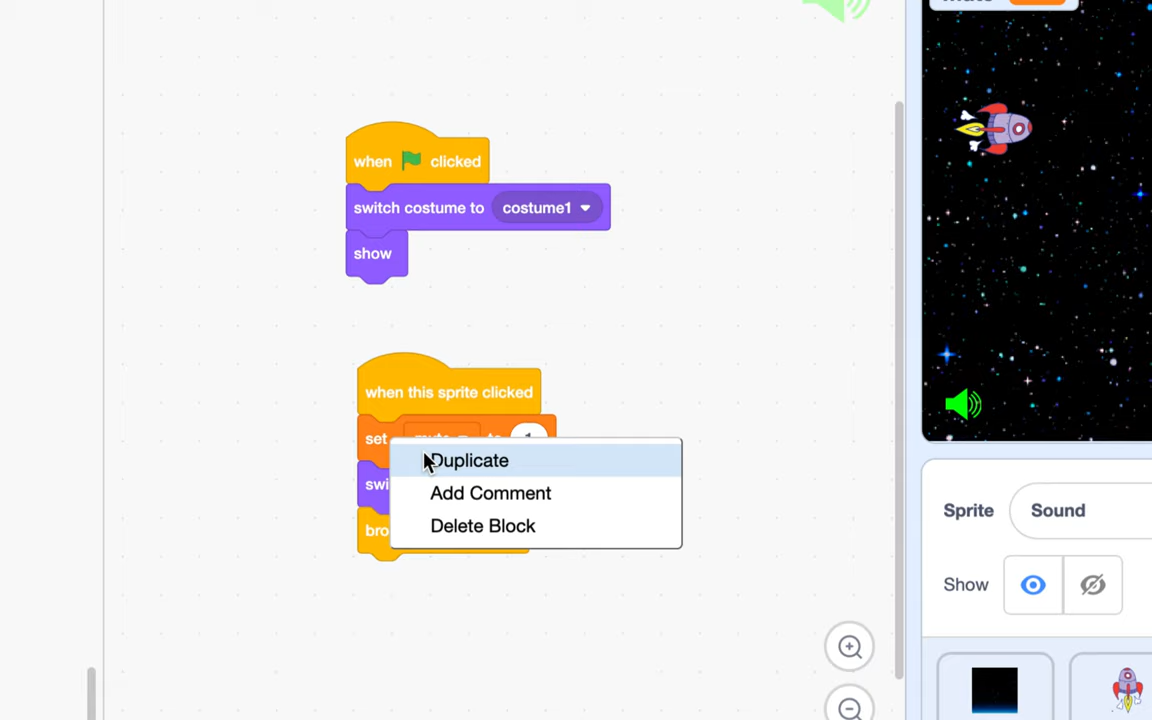 when clicked
switch costume to costume1
show
when this sprite clicked
set
Duplicate
Add Comment
Delete Block
Sprite Sound
Show